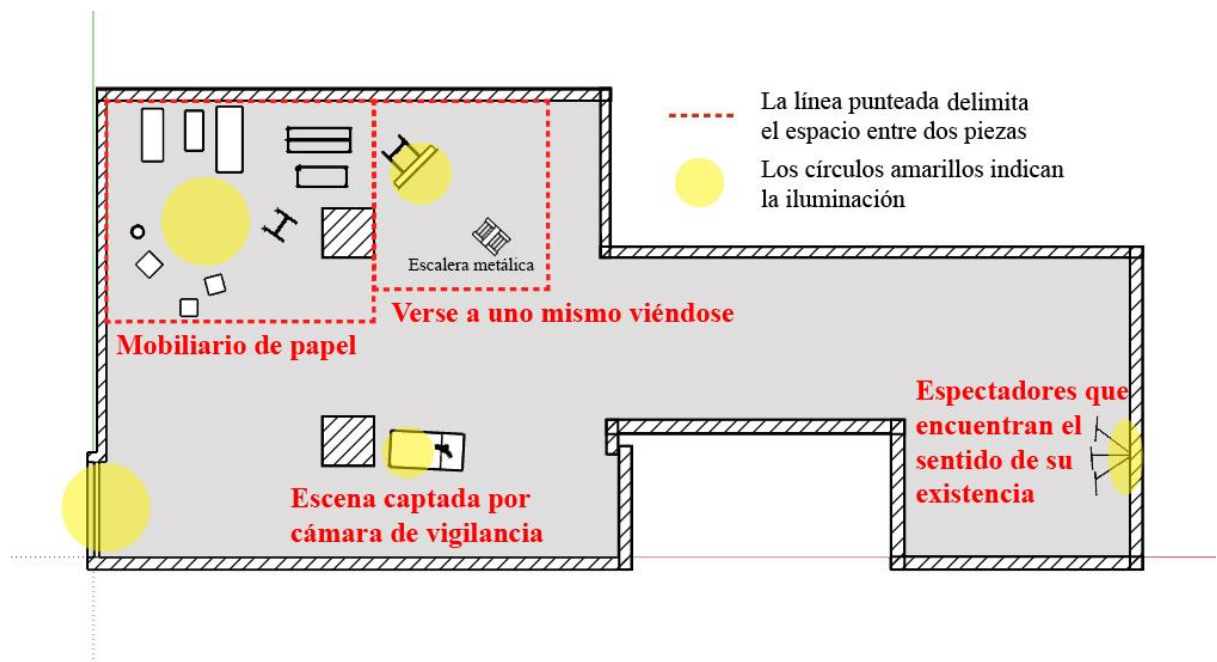 La línea punteada delimita
el espacio entre dos piezas
Los círculos amarillos indican
la iluminación
Escalera metálica
Verse a uno mismo viéndose
Mobiliario de papel
Espectadores que
encuentran el
sentido de su
existencia
Escena captada por
cámara de vigilancia